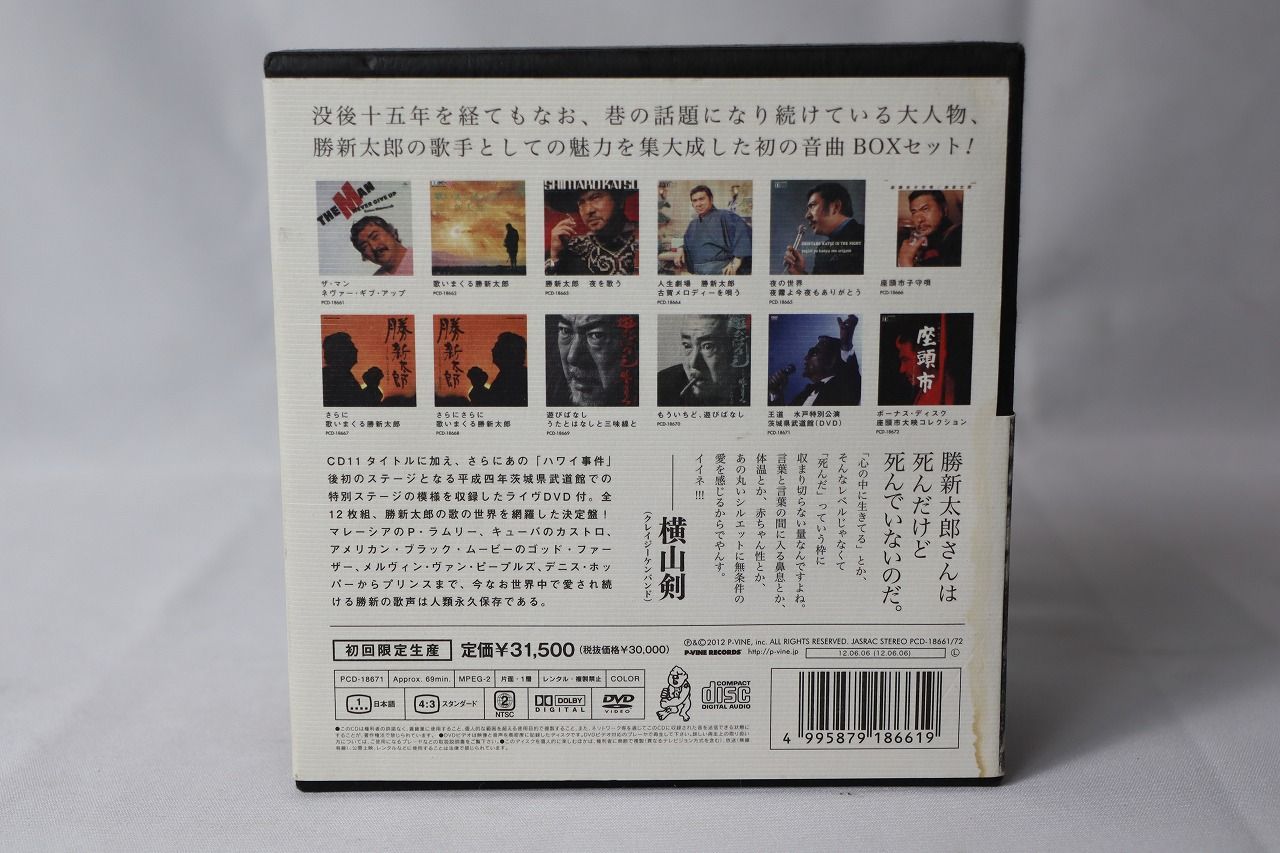 没後十五年を経てもなお、巷の話題になり続けている大人物、
勝新太郎の歌手としての魅力を集大成した初の音曲BOXセット!
THE MAN
NEVER GIVE UP
SHINTARO KATSU
SHINTARO KATSU IN THE NIGHT
ザ・マン
ネヴァー・ギブ・アップ
PCD-18661
歌いまくる勝新太郎
PCD-18662
勝新太郎 夜を歌う
PCD-18663
人生劇場 勝新太郎
古賀メロディーを唄う
PCD-18664
夜の世界
夜霧よ今夜もありがとう
PCD-18665
座頭市子守唄
PCD-18666
勝新太郎
勝新太郎
座頭市
さらに
歌いまくる勝新太郎
PCD-18667
さらにさらに
歌いまくる勝新太郎
PCD-18668
遊びばなし
うたとはなしと三味線と
PCD-18669
もういちど、遊びばなし
PCD-18670
王道 水戸特別公演
茨城県武道館(DVD)
PCD-18671
ボーナス・ディスク
座頭市大映コレクション
PCD-18672
CD11タイトルに加え、さらにあの「ハワイ事件」
後初のステージとなる平成四年茨城県武道館での
特別ステージの模様を収録したライヴDVD付。全
12枚組、勝新太郎の歌の世界を網羅した決定盤!
マレーシアのP・ラムリー、キューバのカストロ、
アメリカン・ブラック・ムービーのゴッド・ファー
ザー、メルヴィン・ヴァン・ピーブルズ、デニス・ホッ
パーからプリンスまで、今なお世界中で愛され続
ける勝新の歌声は人類永久保存である。
勝新太郎さんは
死んだけど
死んでいないのだ。
「心の中に生きてる」とか、
そんなレベルじゃなくて
「死んだ」っていう枠に
収まり切らない量なんですよね。
言葉と言葉の間に入る鼻息とか、
体温とか、赤ちゃん性とか、
あの丸いシルエットに無条件の
愛を感じるからでやんす。
イイネ!!!
──横山剣
(クレイジーケンバンド)
初回限定生産 定価¥31,500(税抜価格¥30,000)
℗&©2012 P-VINE, inc. ALL RIGHTS RESERVED. JASRAC STEREO PCD-18661/72
P-VINE RECORDS http://p-vine.jp 12.06.06 (12.06.06) Ⓛ
PCD-18671 Approx. 69min. MPEG-2 片面・1層 レンタル・複製禁止 COLOR
1 日本語 4:3 スタンダード 2 NTSC DOLBY DIGITAL DVD VIDEO
COMPACT disc DIGITAL AUDIO
4 995879 186619